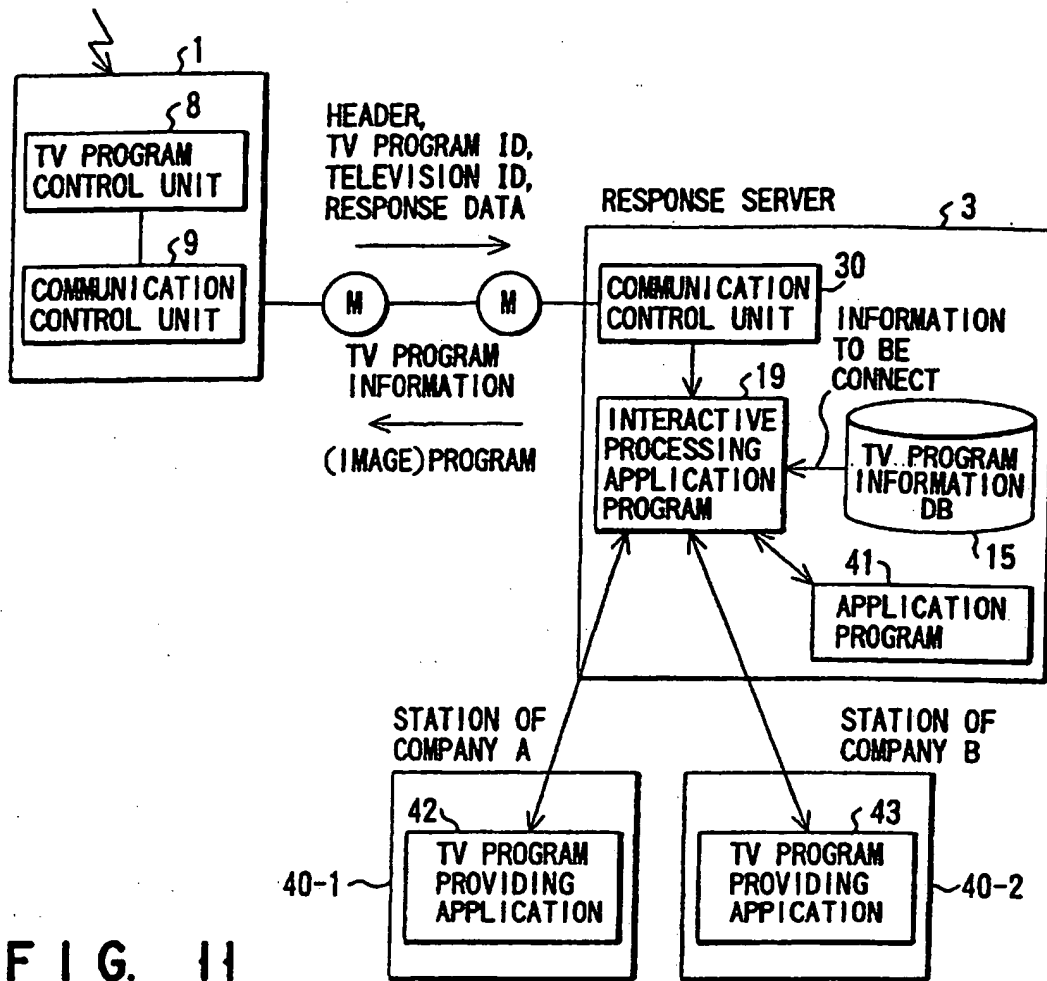 1
8
TV PROGRAM
CONTROL UNIT
9
COMMUNICATION
CONTROL UNIT
HEADER,
TV PROGRAM ID,
TELEVISION ID,
RESPONSE DATA
M
M
TV PROGRAM
INFORMATION
(IMAGE)PROGRAM
RESPONSE SERVER
3
COMMUNICATION
CONTROL UNIT
30
INFORMATION
TO BE
CONNECT
19
INTERACTIVE
PROCESSING
APPLICATION
PROGRAM
TV PROGRAM
INFORMATION
DB
15
41
APPLICATION
PROGRAM
STATION OF
COMPANY A
42
TV PROGRAM
PROVIDING
APPLICATION
40-1
STATION OF
COMPANY B
43
TV PROGRAM
PROVIDING
APPICATION
40-2
FIG. 11